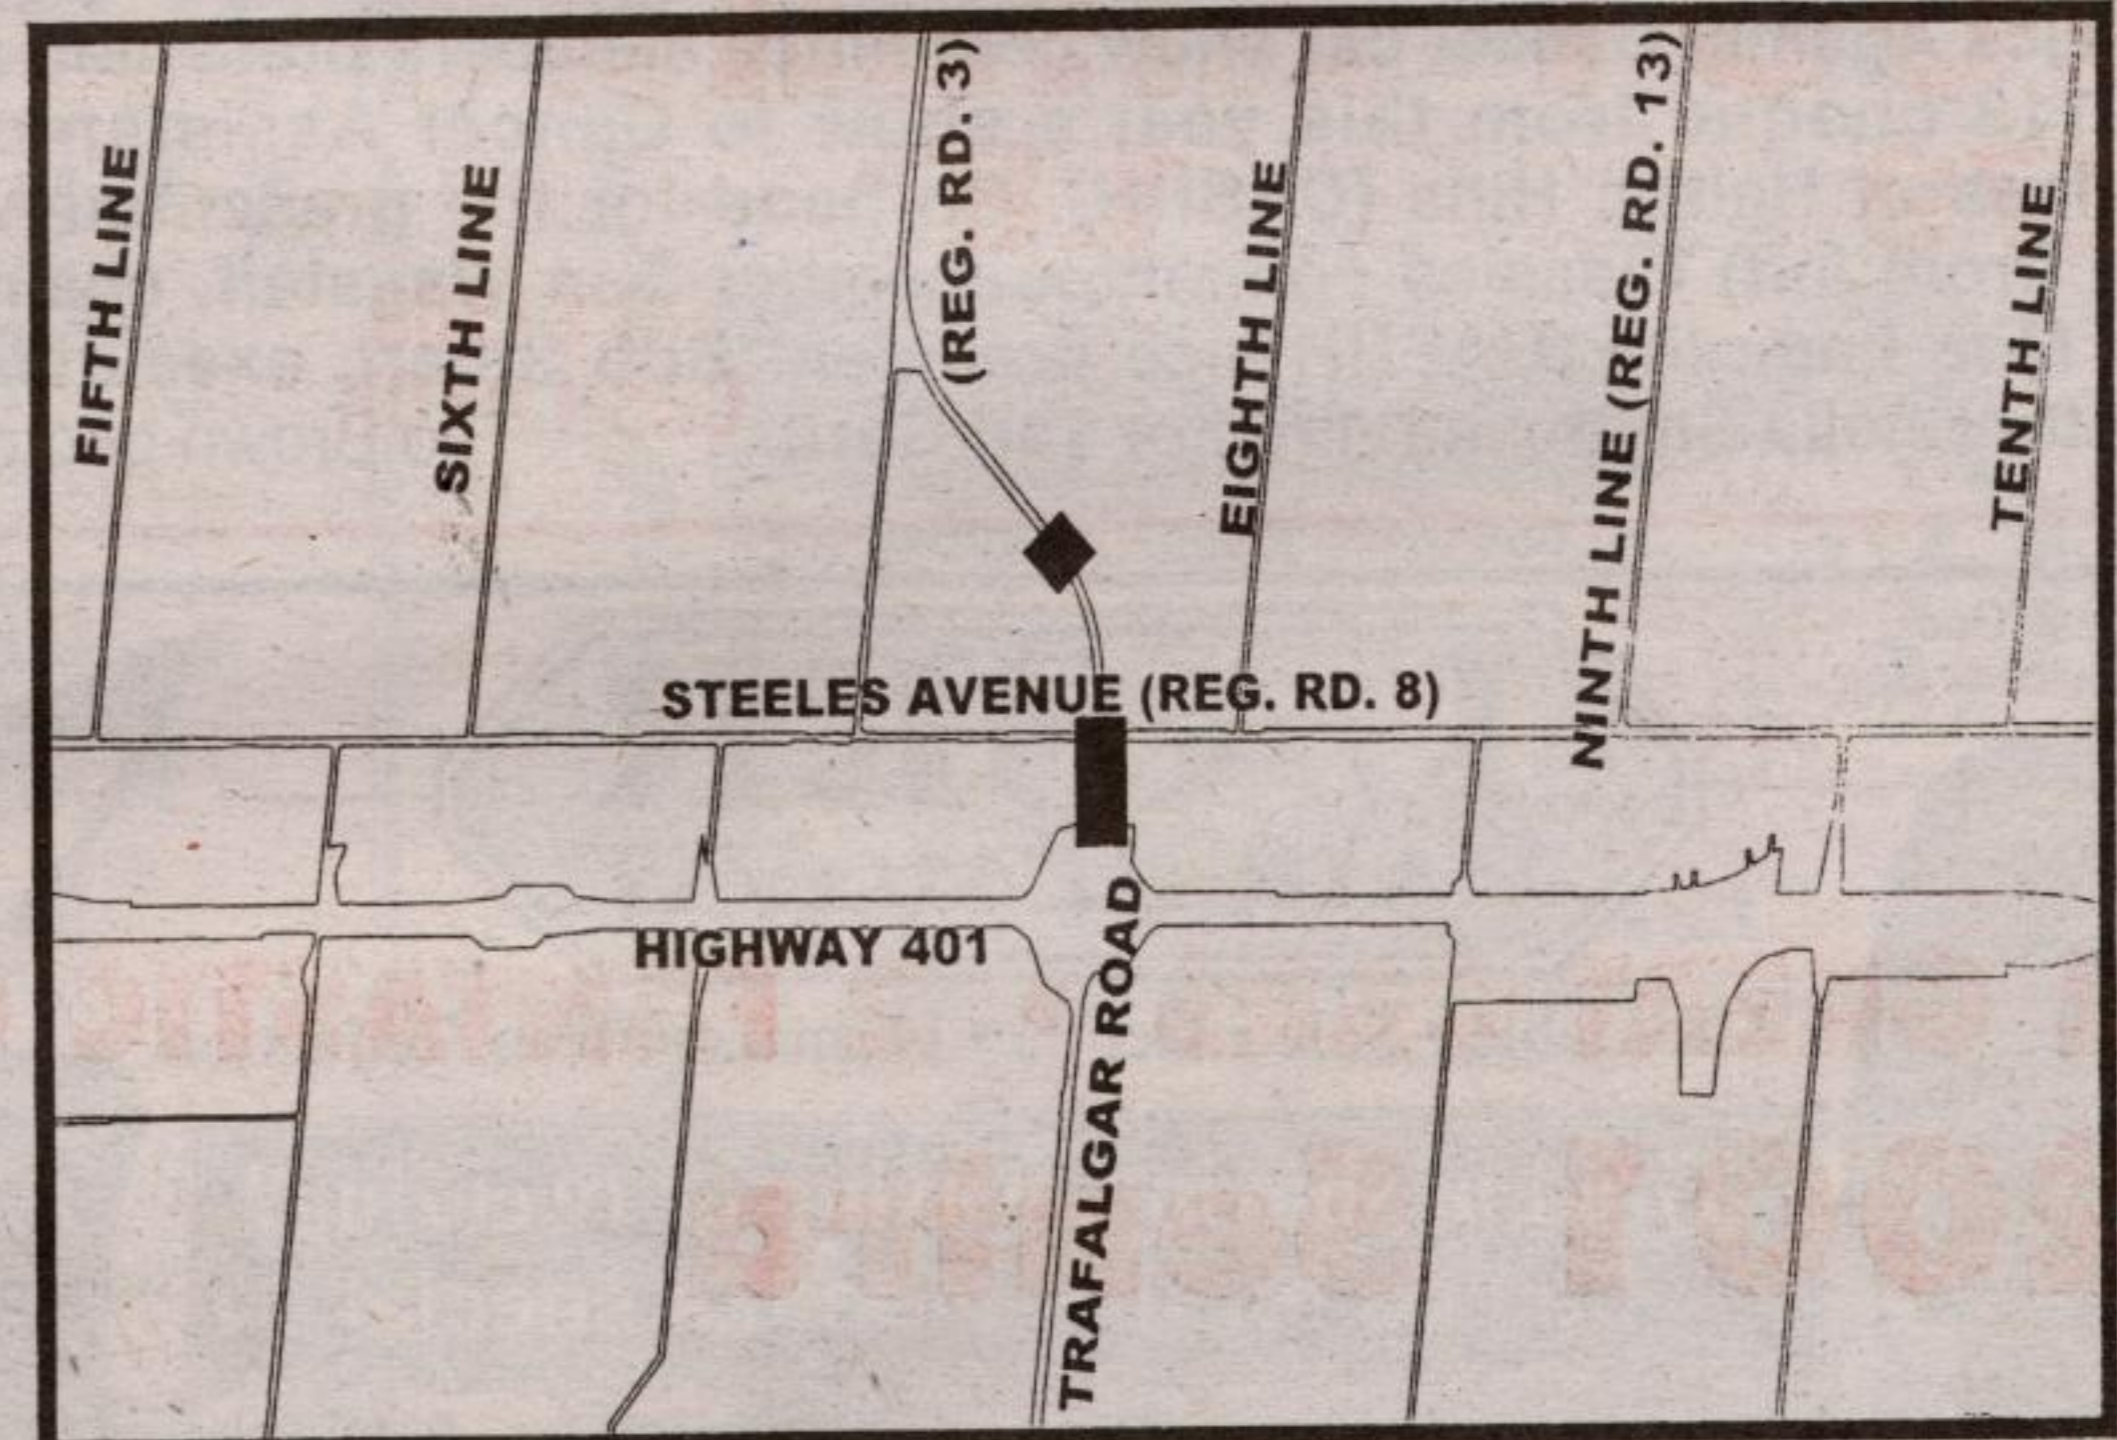 FIFTH LINE
SIXTH LINE
(REG. RD. 3)
EIGHTH LINE
NINTH LINE (REG. RD. 13)
TENTH LINE
STEELES AVENUE (REG. RD. 8)
HIGHWAY 401
TRAFALGAR ROAD